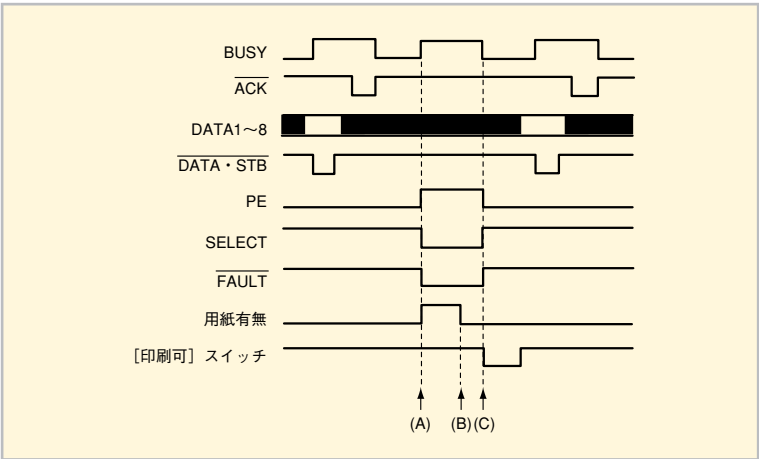 BUSY
ACK
DATA1～8
DATA・STB
PE
SELECT
FAULT
用紙有無
［印刷可］スイッチ
(A) (B) (C)